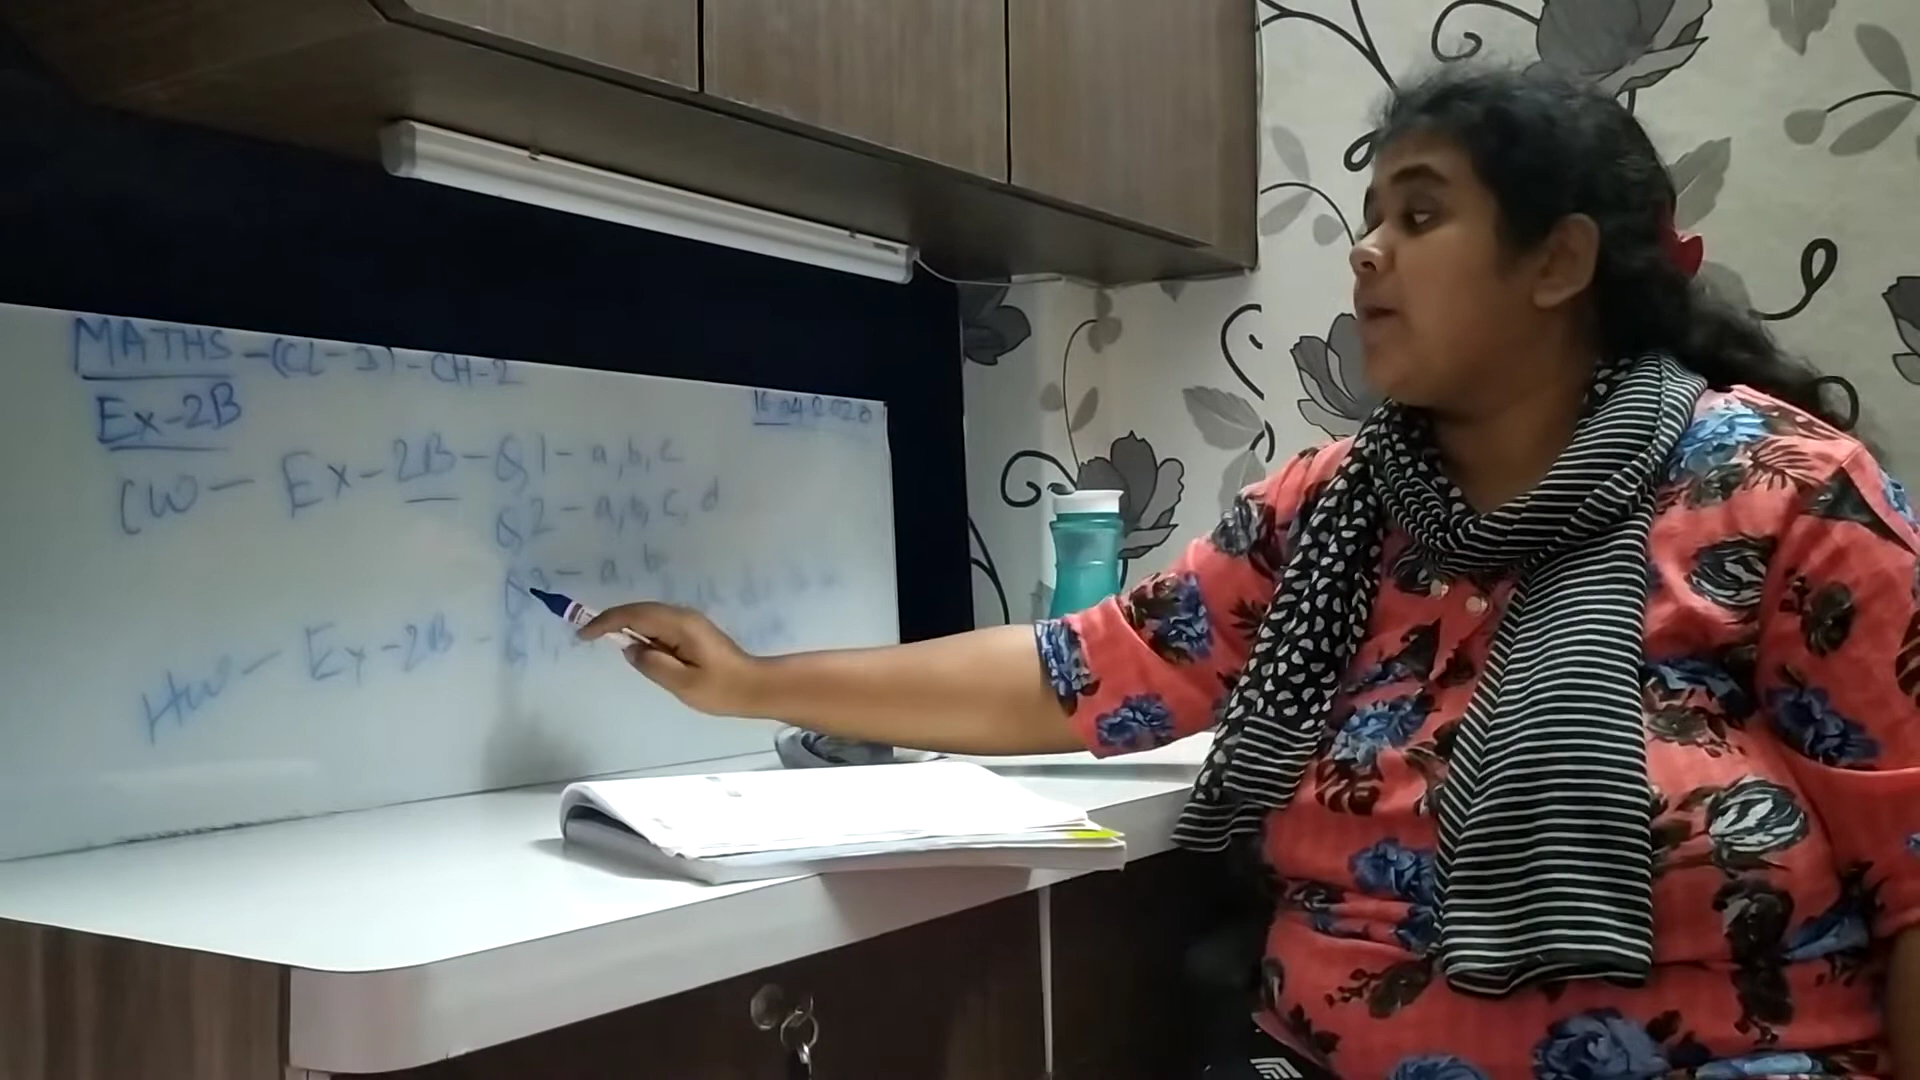 MATHS - (CL-3) - CH-2
16.04.2020
Ex-2B
CW - Ex-2B - Q1 - a, b, c
Q2 - a, b, c, d
Q3 - a, b
HW - Ex-2B - Q1,